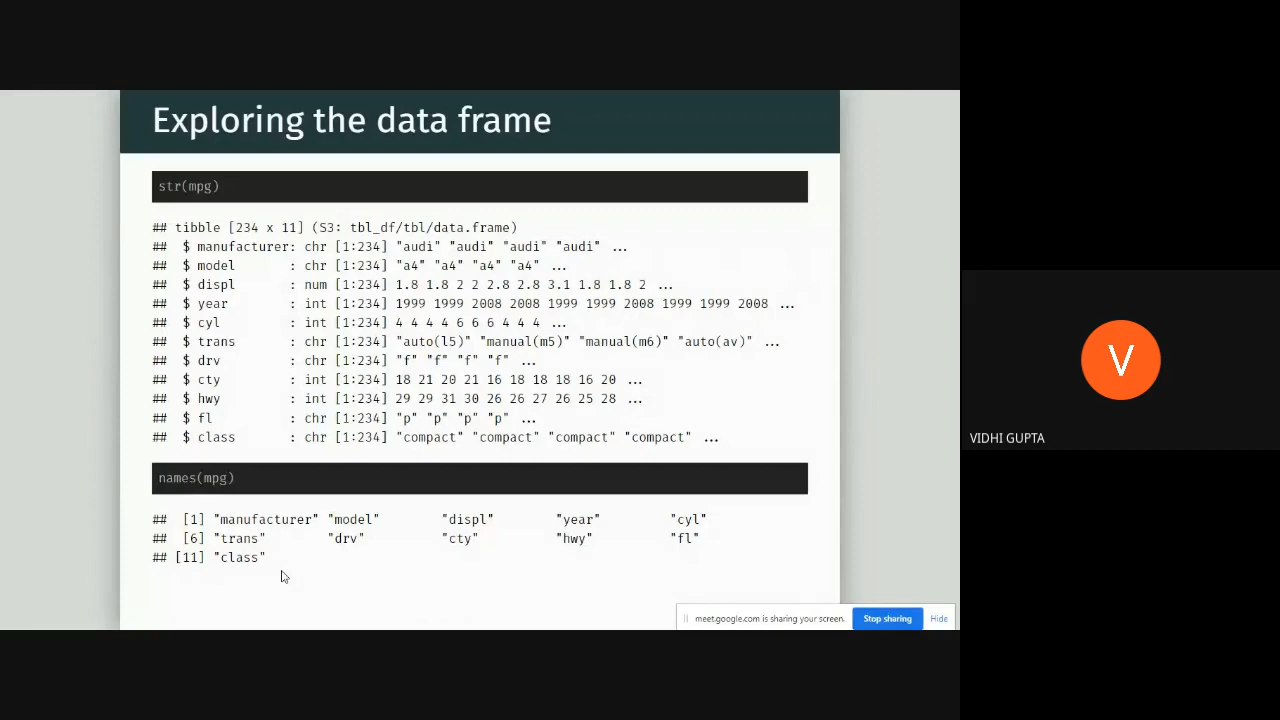 Exploring the data frame
str(mpg)
## tibble [234 x 11] (S3: tbl_df/tbl/data.frame)
##  $ manufacturer: chr [1:234] "audi" "audi" "audi" "audi" ...
##  $ model       : chr [1:234] "a4" "a4" "a4" "a4" ...
##  $ displ       : num [1:234] 1.8 1.8 2 2 2.8 2.8 3.1 1.8 1.8 2 ...
##  $ year        : int [1:234] 1999 1999 2008 2008 1999 1999 2008 1999 1999 2008 ...
##  $ cyl         : int [1:234] 4 4 4 4 6 6 6 4 4 4 ...
##  $ trans       : chr [1:234] "auto(l5)" "manual(m5)" "manual(m6)" "auto(av)" ...
##  $ drv         : chr [1:234] "f" "f" "f" "f" ...
##  $ cty         : int [1:234] 18 21 20 21 16 18 18 18 16 20 ...
##  $ hwy         : int [1:234] 29 29 31 30 26 26 27 26 25 28 ...
##  $ fl          : chr [1:234] "p" "p" "p" "p" ...
##  $ class       : chr [1:234] "compact" "compact" "compact" "compact" ...
names(mpg)
##  [1] "manufacturer" "model"        "displ"        "year"         "cyl"
##  [6] "trans"        "drv"          "cty"          "hwy"          "fl"
## [11] "class"
meet.google.com is sharing your screen. Stop sharing Hide
V
VIDHI GUPTA